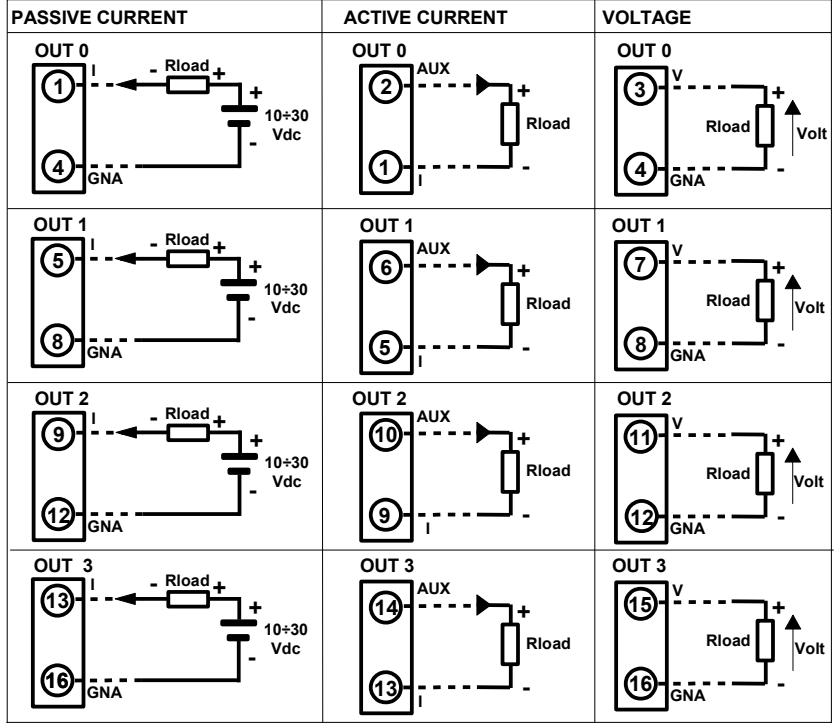 PASSIVE CURRENT ACTIVE CURRENT VOLTAGE
OUT 0
1 I - Rload +
+
10÷30
Vdc
-
4
GNA
OUT 0
2 AUX
+
Rload
1
I
-
OUT 0
3 V
+
Rload
Volt
4
GNA
-
OUT 1
5 I - Rload +
+
10÷30
Vdc
-
8
GNA
OUT 1
6 AUX
+
Rload
5
I
-
OUT 1
7 V
+
Rload
Volt
8
GNA
-
OUT 2
9 I - Rload +
+
10÷30
Vdc
-
12
GNA
OUT 2
10 AUX
+
Rload
9
I
-
OUT 2
11 V
+
Rload
Volt
12
GNA
-
OUT 3
13 I - Rload +
+
10÷30
Vdc
-
16
GNA
OUT 3
14 AUX
+
Rload
13
I
-
OUT 3
15 V
+
Rload
Volt
16
GNA
-